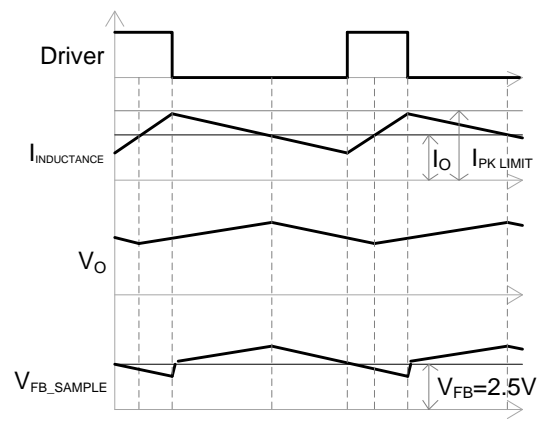 Driver
IINDUCTANCE
IO
IPK LIMIT
VO
VFB_SAMPLE
VFB=2.5V